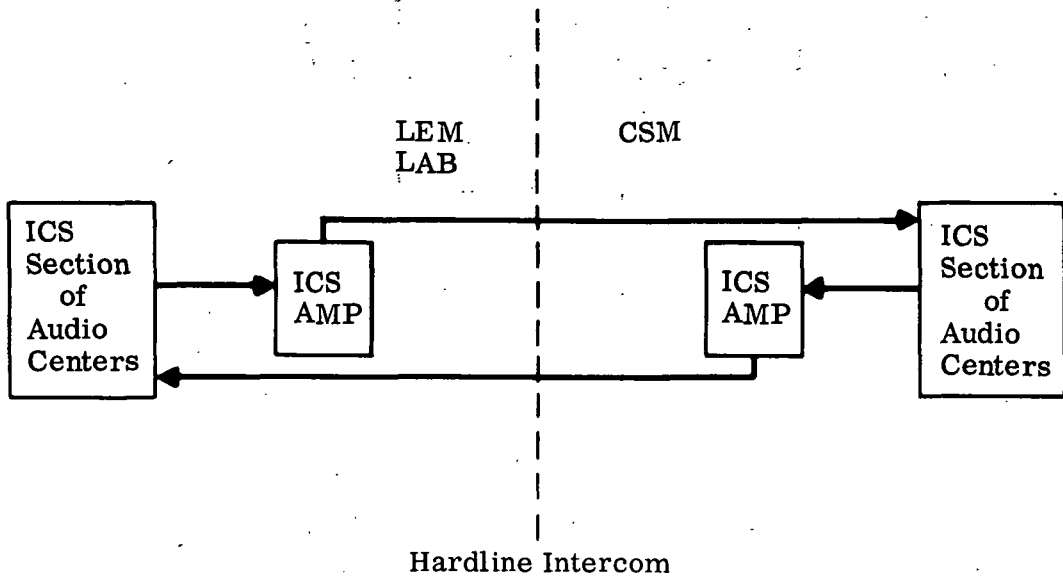 LEM
LAB
CSM
ICS
Section
of
Audio
Centers
ICS
AMP
ICS
AMP
ICS
Section
of
Audio
Centers
Hardline Intercom